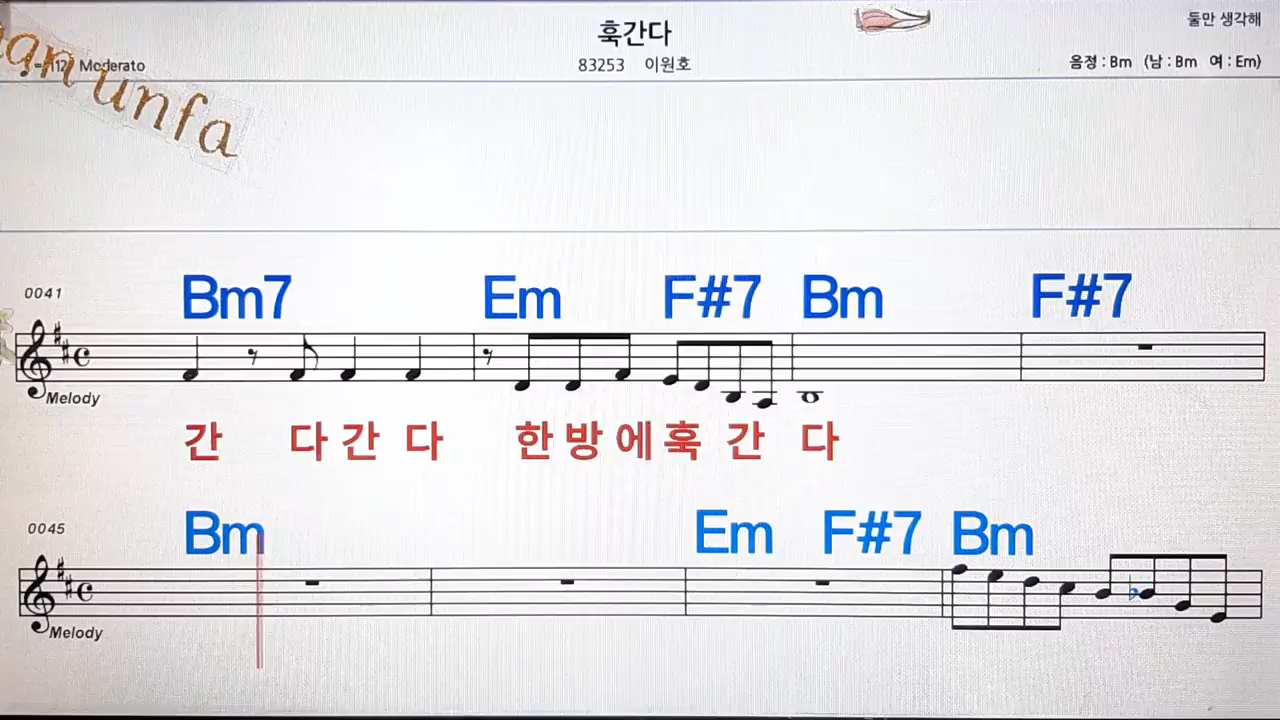 둘만 생각해
훅간다
83253 이원호
Moderato
음정 : Bm (남 : Bm 여 : Em)
unfa
0041
Bm7 Em F#7 Bm F#7
Melody
간 다 간 다 한 방 에 훅 간 다
0045
Bm Em F#7 Bm
Melody